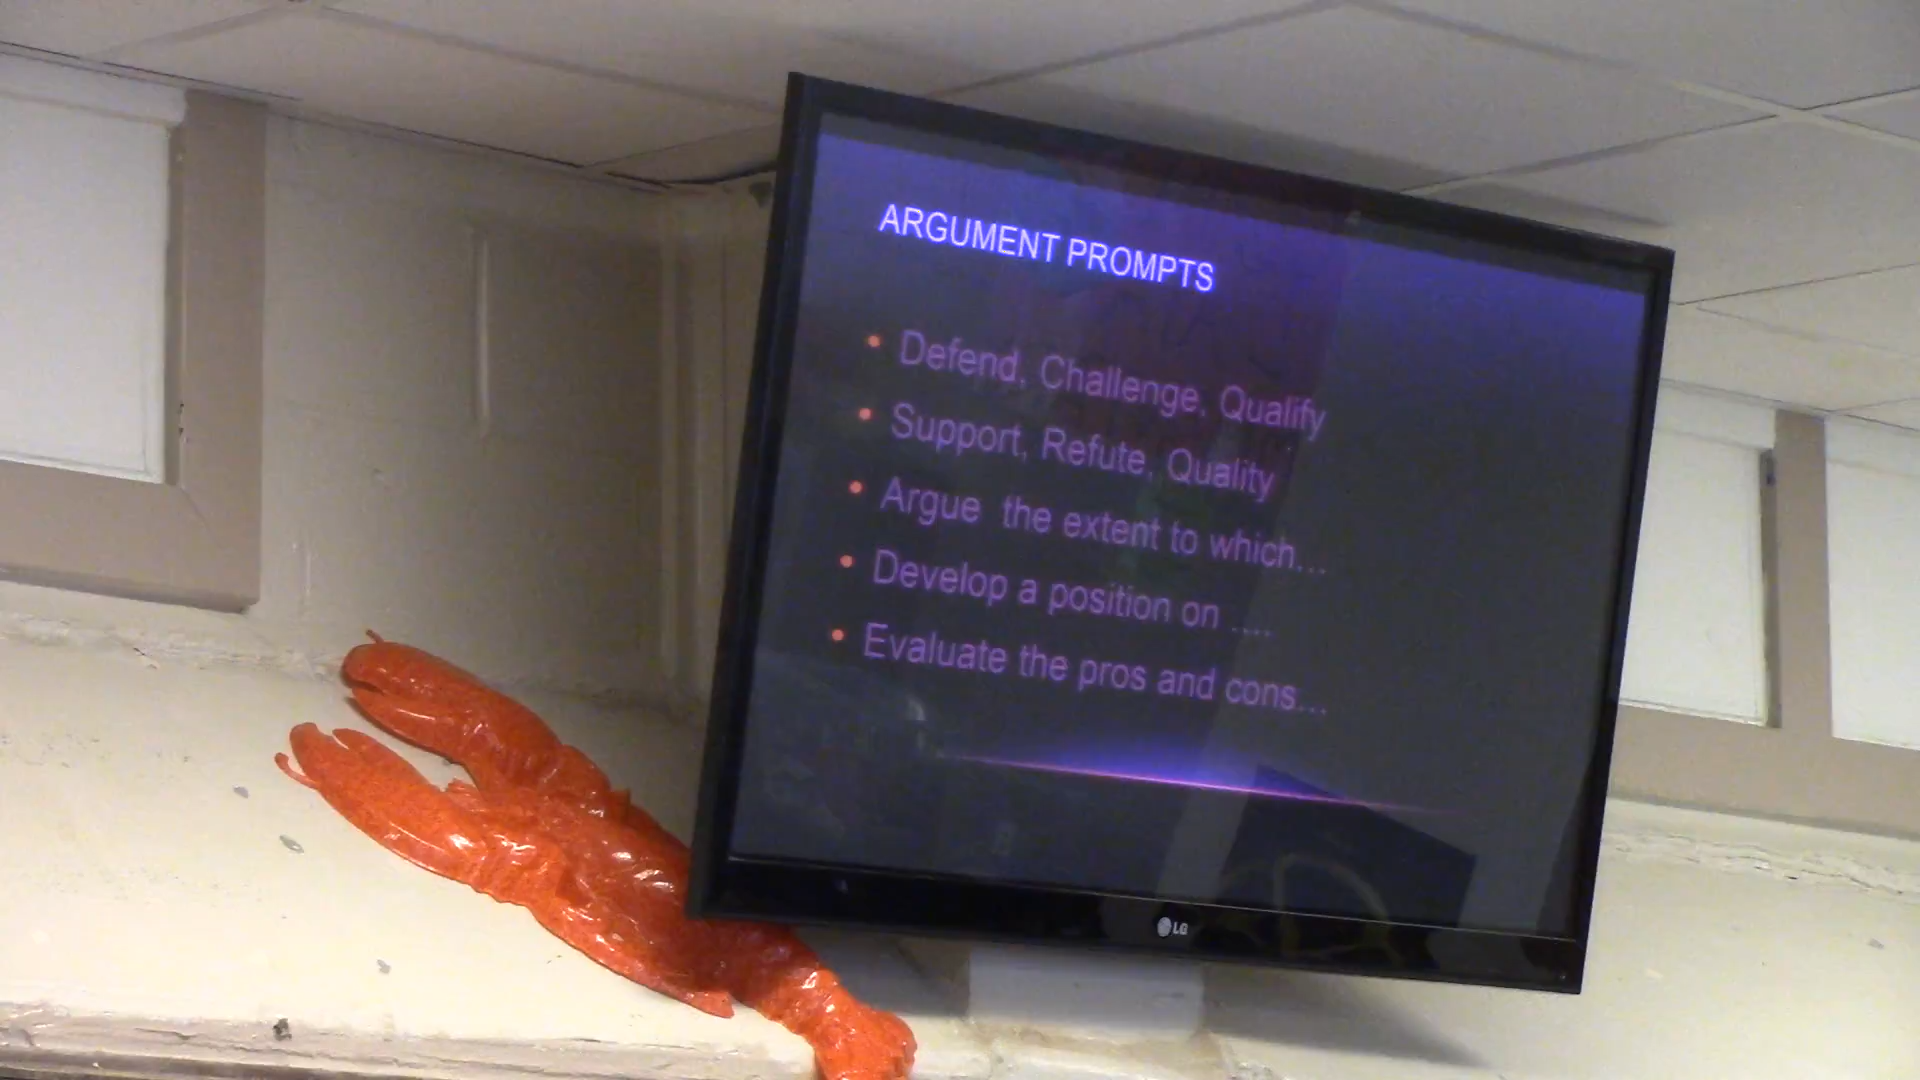 ARGUMENT PROMPTS
• Defend, Challenge, Qualify
• Support, Refute, Quality
• Argue the extent to which...
• Develop a position on ....
• Evaluate the pros and cons...
LG